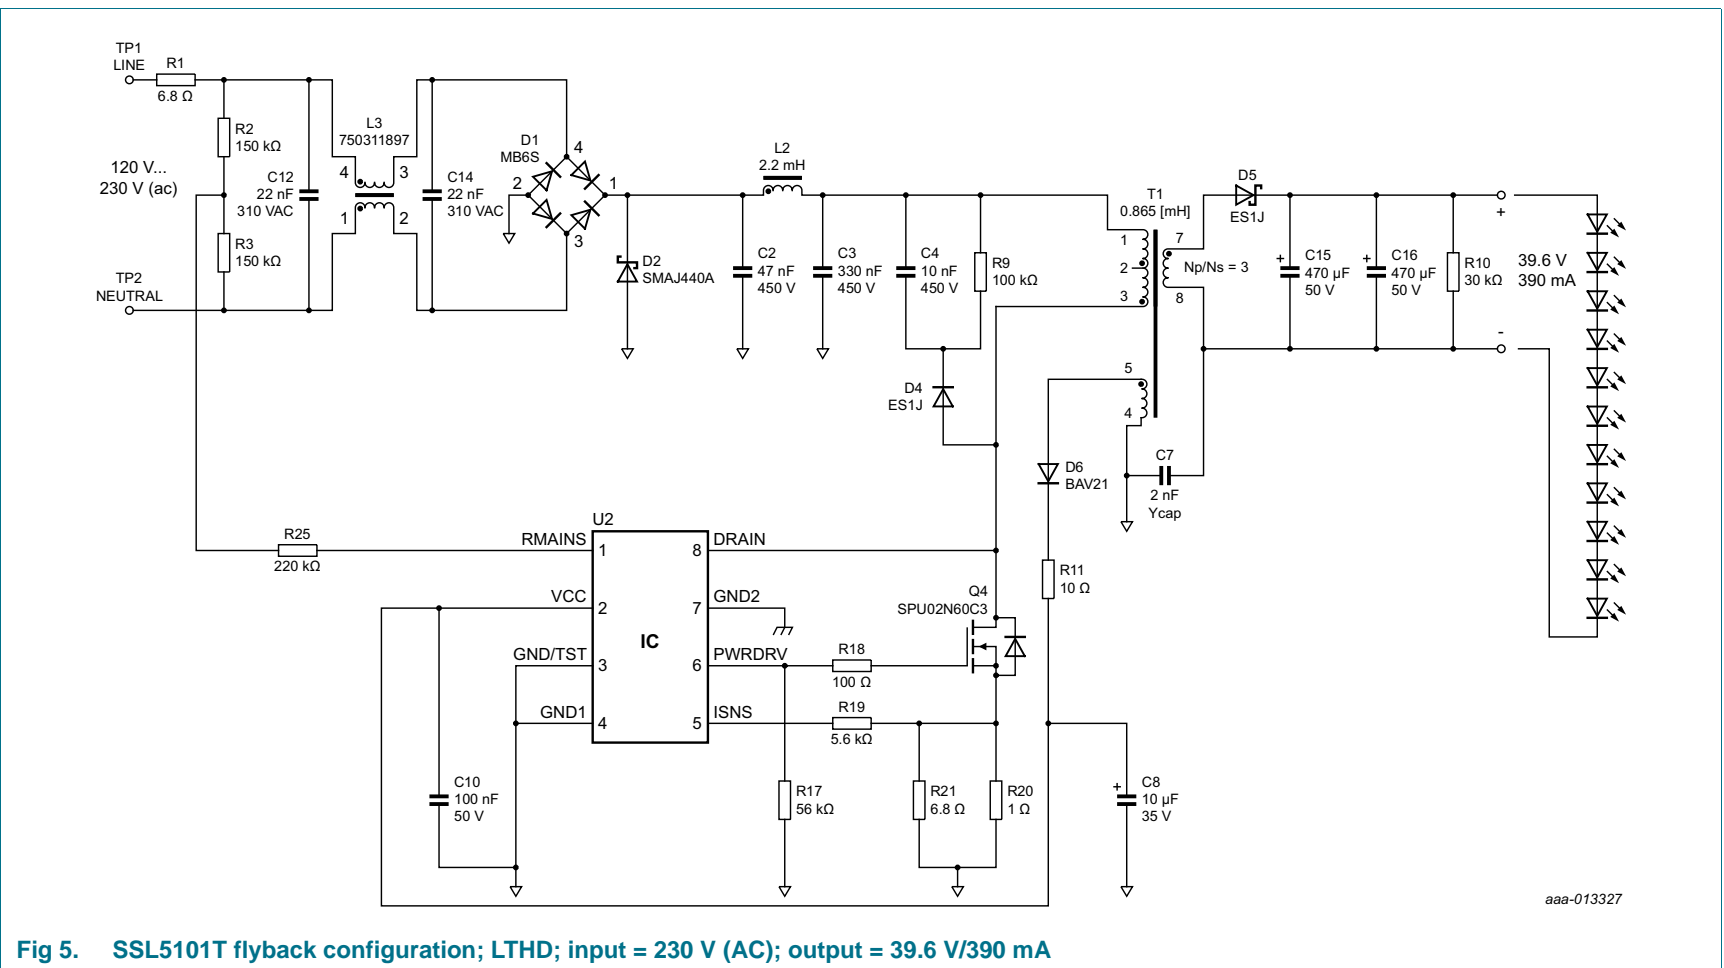 TP1
LINE
R1
6.8 Ω
R2
150 kΩ
120 V...
230 V (ac)
R3
150 kΩ
TP2
NEUTRAL
C12
22 nF
310 VAC
L3
750311897
4
3
1
2
C14
22 nF
310 VAC
D1
MB6S
4
2
1
3
D2
SMAJ440A
L2
2.2 mH
C2
47 nF
450 V
C3
330 nF
450 V
C4
10 nF
450 V
R9
100 kΩ
D4
ES1J
T1
0.865 [mH]
1
2
3
7
8
Np/Ns = 3
5
4
D5
ES1J
+
C15
470 µF
50 V
+
C16
470 µF
50 V
R10
30 kΩ
+
39.6 V
390 mA
-
C7
2 nF
Ycap
D6
BAV21
R11
10 Ω
R25
220 kΩ
U2
RMAINS
1
8
DRAIN
VCC
2
7
GND2
IC
GND/TST
3
6
PWRDRV
GND1
4
5
ISNS
Q4
SPU02N60C3
R18
100 Ω
R19
5.6 kΩ
C10
100 nF
50 V
R17
56 kΩ
R21
6.8 Ω
R20
1 Ω
+
C8
10 µF
35 V
aaa-013327
Fig 5. SSL5101T flyback configuration; LTHD; input = 230 V (AC); output = 39.6 V/390 mA